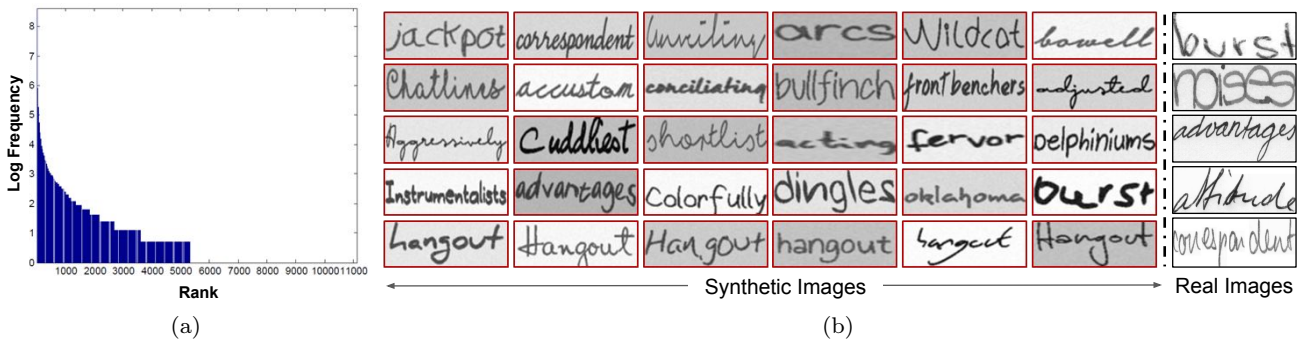 8
7
6
5
4
3
2
1
0
Log Frequency
1000 2000 3000 4000 5000 6000 7000 8000 9000 10000 11000
Rank
(a)
jackpot correspondent Unveiling arcs Wildcat bowell burst
Chatlines accustom conciliating bullfinch frontbenchers adjusted noises
Aggressively Cuddliest shortlist acting fervor Delphiniums advantages
Instrumentalists advantages Colorfully dingles oklahoma burst attitude
hangout Hangout Hangout hangout hangout Hangout correspondent
Synthetic Images Real Images
(b)